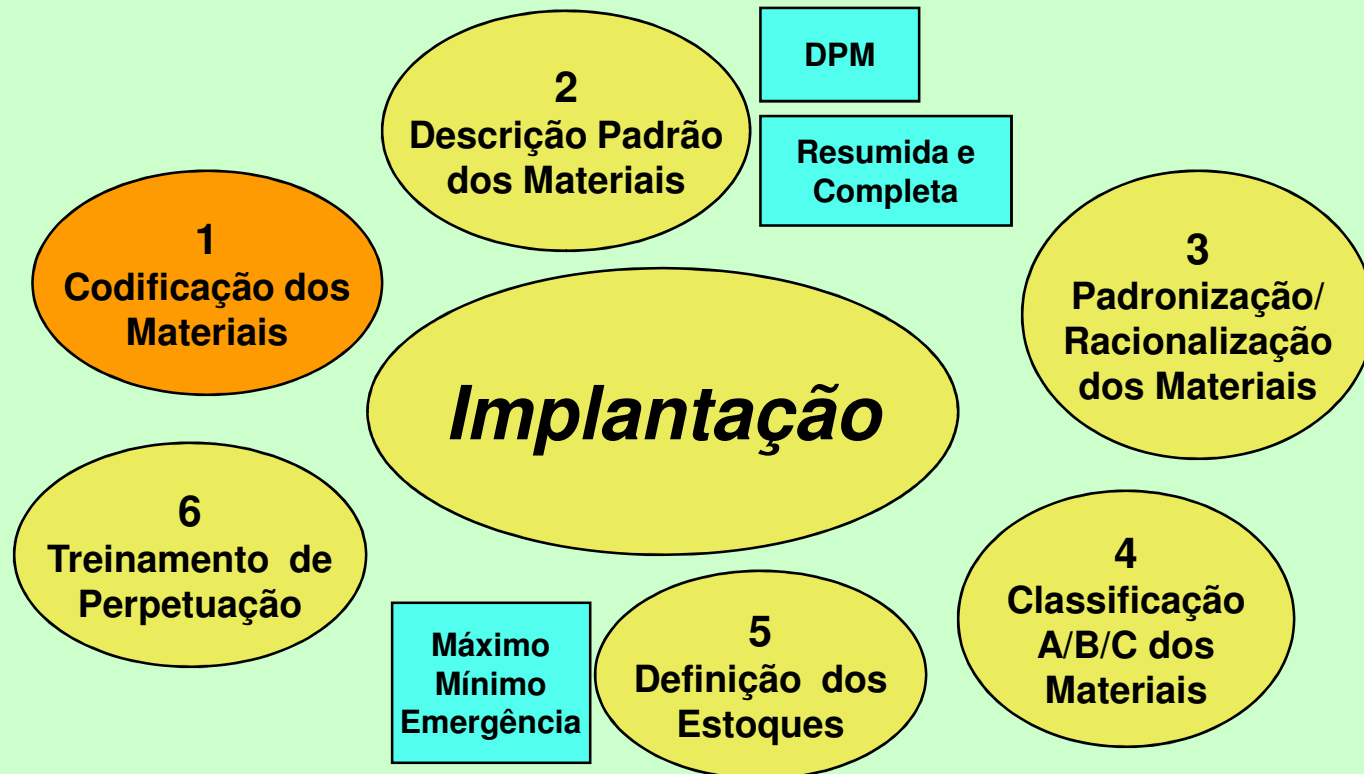 1
Codificação dos
Materiais
2
Descrição Padrão
dos Materiais
DPM
Resumida e
Completa
3
Padronização/
Racionalização
dos Materiais
Implantação
4
Classificação
A/B/C dos
Materiais
5
Definição dos
Estoques
Máximo
Mínimo
Emergência
6
Treinamento de
Perpetuação